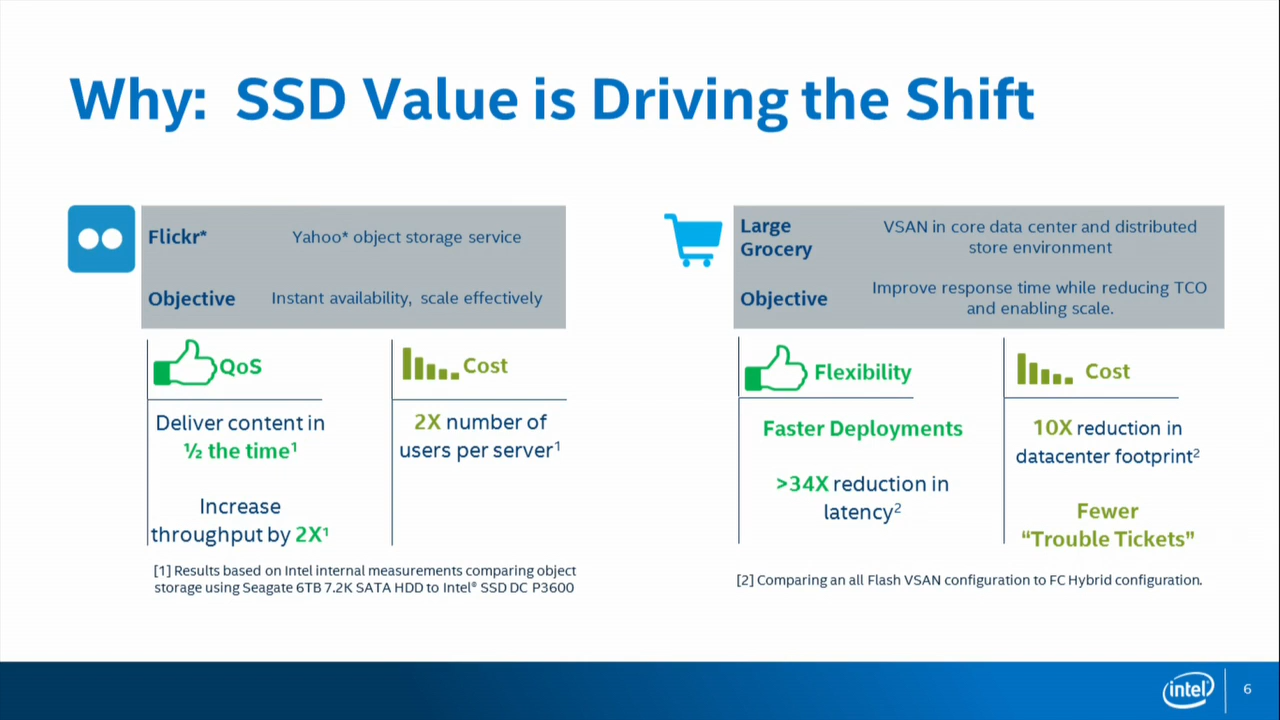 Why: SSD Value is Driving the Shift
Flickr*
Yahoo* object storage service
Objective
Instant availability, scale effectively
QoS
Deliver content in
½ the time¹
Increase
throughput by 2X¹
Cost
2X number of
users per server¹
[1] Results based on Intel internal measurements comparing object
storage using Seagate 6TB 7.2K SATA HDD to Intel® SSD DC P3600
Large
Grocery
VSAN in core data center and distributed
store environment
Objective
Improve response time while reducing TCO
and enabling scale.
Flexibility
Faster Deployments
>34X reduction in
latency²
Cost
10X reduction in
datacenter footprint²
Fewer
“Trouble Tickets”
[2] Comparing an all Flash VSAN configuration to FC Hybrid configuration.
intel
6